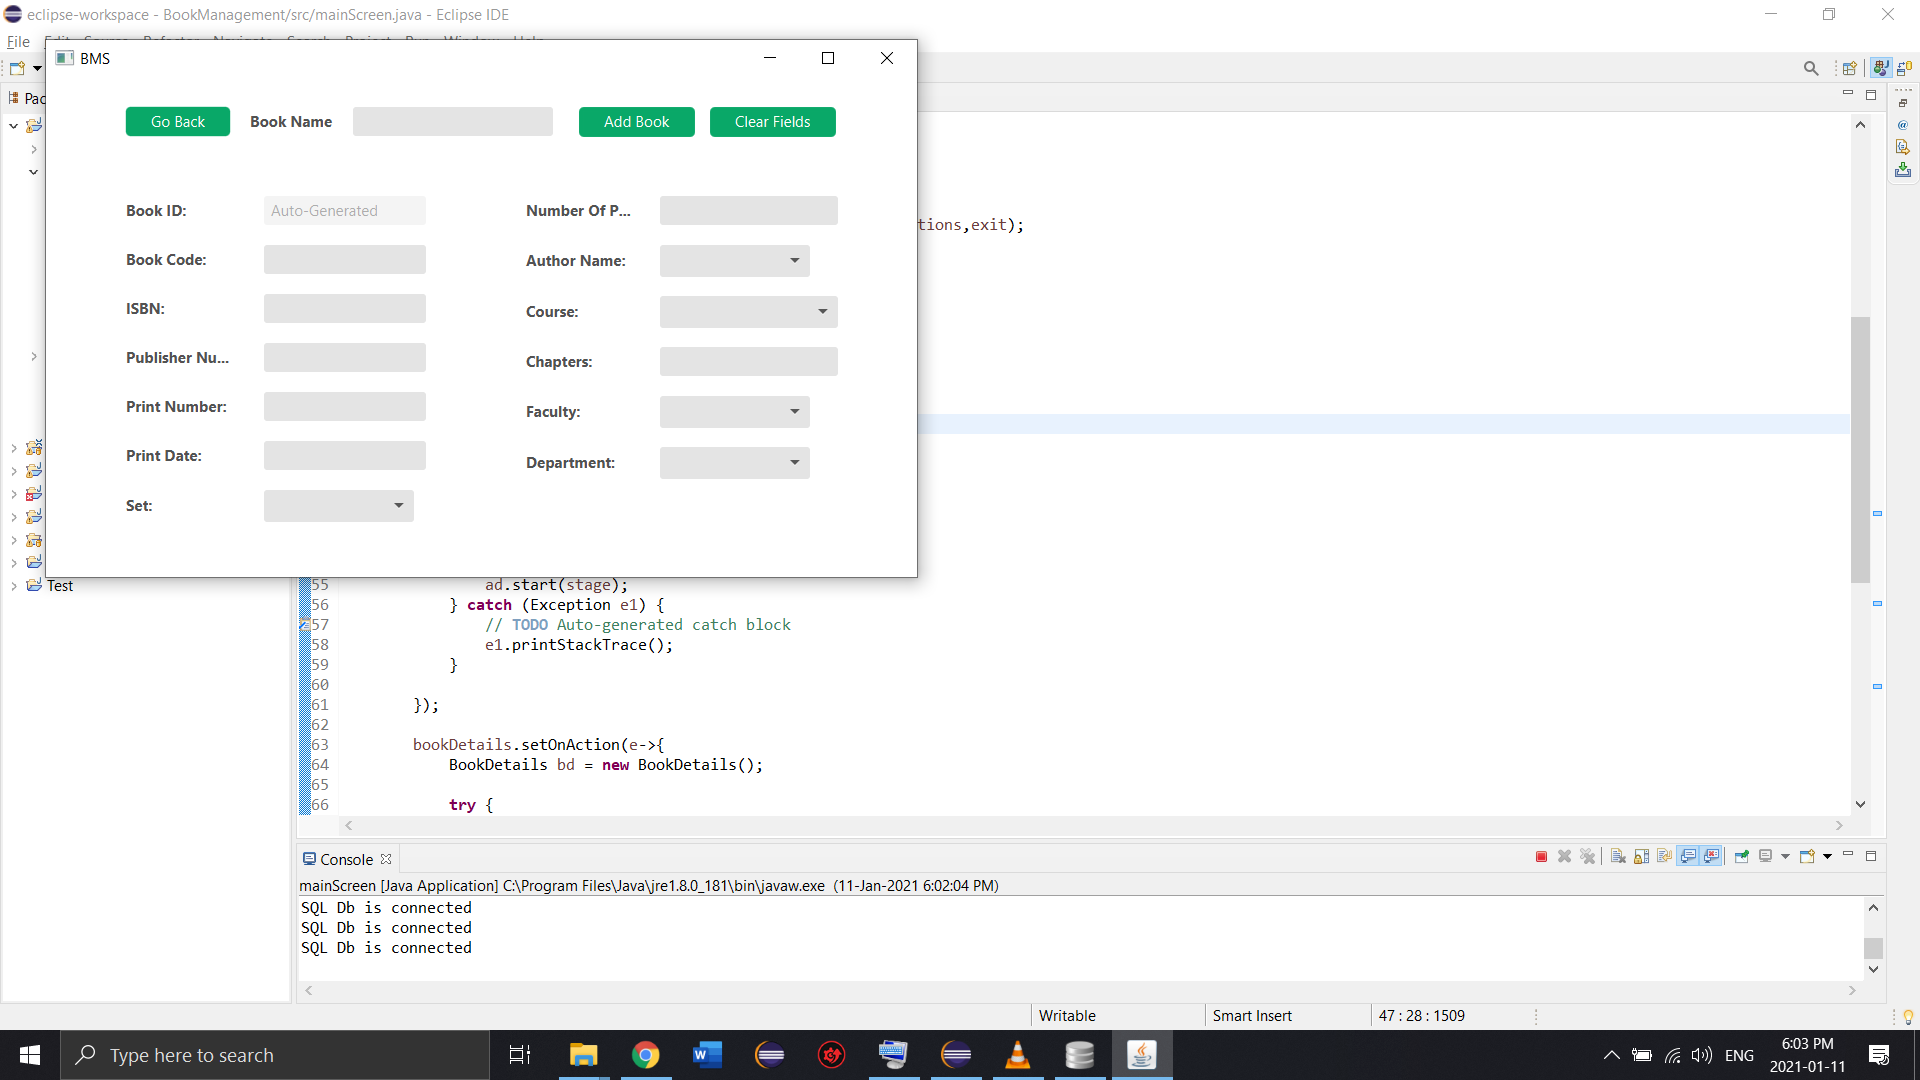 eclipse-workspace - BookManagement/src/mainScreen.java - Eclipse IDE
File
BMS
Pac
Go Back Book Name Add Book Clear Fields
Book ID: Auto-Generated
Book Code:
ISBN:
Publisher Nu...
Print Number:
Print Date:
Set:
Number Of P...
Author Name:
Course:
Chapters:
Faculty:
Department:
Test
tions,exit);
55 ad.start(stage);
56 } catch (Exception e1) {
57 // TODO Auto-generated catch block
58 e1.printStackTrace();
59 }
60
61 });
62
63 bookDetails.setOnAction(e->{
64 BookDetails bd = new BookDetails();
65
66 try {
Console
mainScreen [Java Application] C:\Program Files\Java\jre1.8.0_181\bin\javaw.exe (11-Jan-2021 6:02:04 PM)
SQL Db is connected
SQL Db is connected
SQL Db is connected
Writable Smart Insert 47 : 28 : 1509
Type here to search
ENG
6:03 PM
2021-01-11